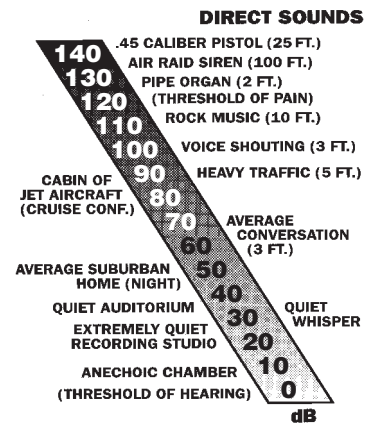 DIRECT SOUNDS
140
.45 CALIBER PISTOL (25 FT.)
AIR RAID SIREN (100 FT.)
130
PIPE ORGAN (2 FT.)
120
(THRESHOLD OF PAIN)
ROCK MUSIC (10 FT.)
110
100
VOICE SHOUTING (3 FT.)
90
HEAVY TRAFFIC (5 FT.)
CABIN OF
JET AIRCRAFT
(CRUISE CONF.)
80
70
AVERAGE
CONVERSATION
(3 FT.)
60
AVERAGE SUBURBAN
HOME (NIGHT)
50
40
QUIET AUDITORIUM
30
QUIET
WHISPER
EXTREMELY QUIET
RECORDING STUDIO
20
ANECHOIC CHAMBER
10
(THRESHOLD OF HEARING)
0
dB